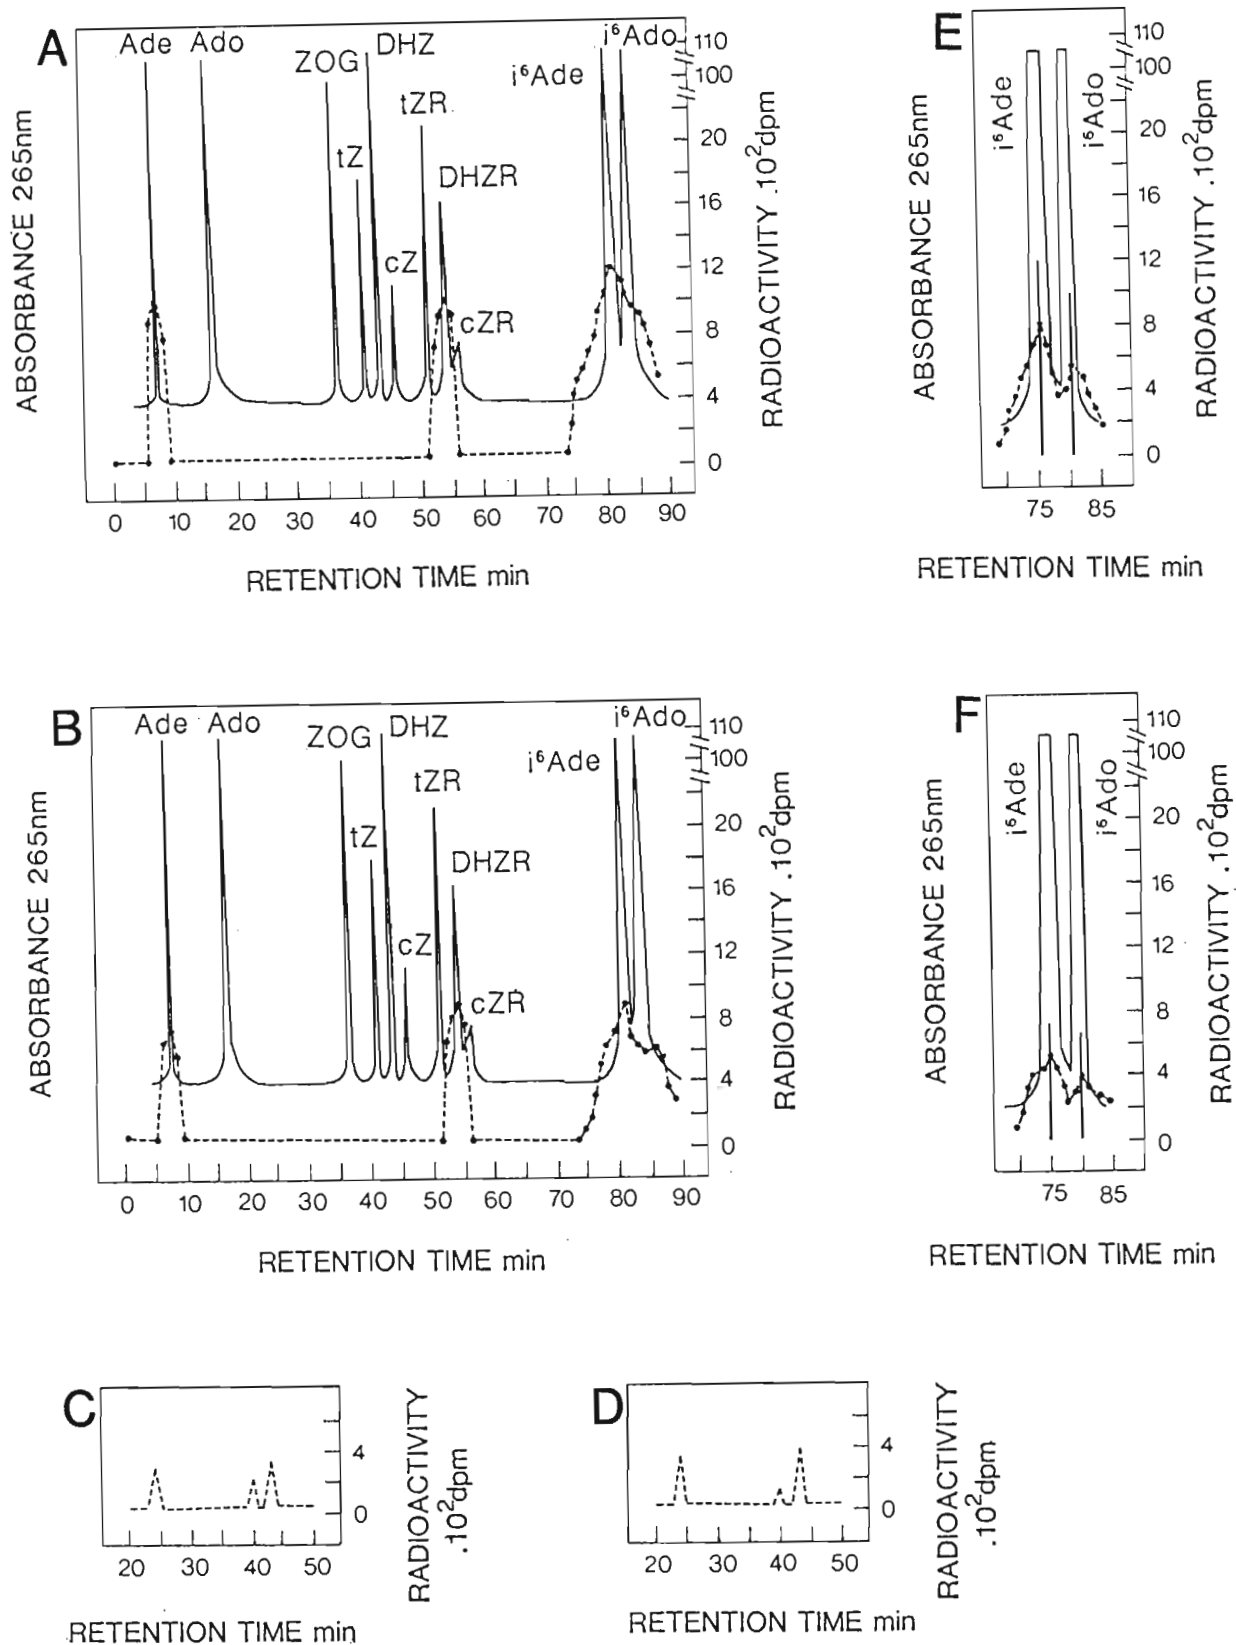 A
Ade Ado
ZOG
DHZ
tZ
cZ
tZR
DHZR
cZR
i⁶Ade
i⁶Ado
ABSORBANCE 265nm
110
100
20
16
12
8
4
0
RADIOACTIVITY .10²dpm
0 10 20 30 40 50 60 70 80 90
RETENTION TIME min
E
i⁶Ade
i⁶Ado
ABSORBANCE 265nm
110
100
20
16
12
8
4
0
RADIOACTIVITY .10²dpm
75 85
RETENTION TIME min
B
Ade Ado
ZOG
DHZ
tZ
cZ
tZR
DHZR
cZR
i⁶Ade
i⁶Ado
ABSORBANCE 265nm
110
100
20
16
12
8
4
0
RADIOACTIVITY .10²dpm
0 10 20 30 40 50 60 70 80 90
RETENTION TIME min
F
i⁶Ade
i⁶Ado
ABSORBANCE 265nm
110
100
20
16
12
8
4
0
RADIOACTIVITY .10²dpm
75 85
RETENTION TIME min
C
4
0
RADIOACTIVITY
.10²dpm
20 30 40 50
RETENTION TIME min
D
4
0
RADIOACTIVITY
.10²dpm
20 30 40 50
RETENTION TIME min